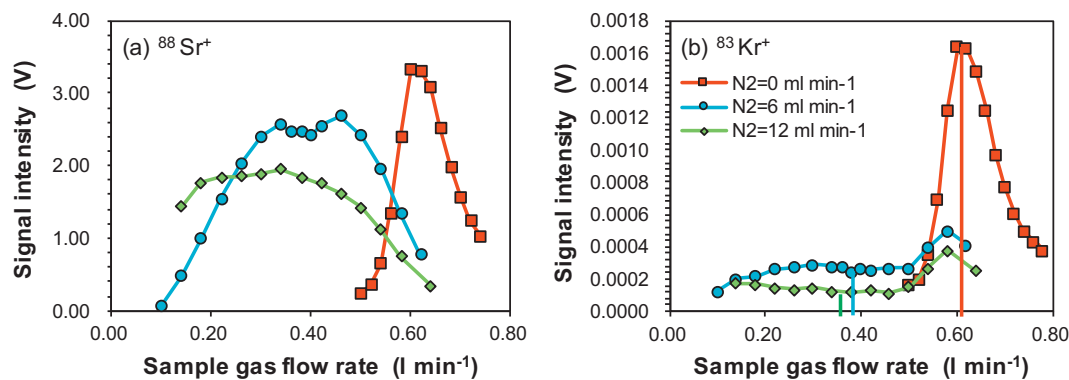 (a) ⁸⁸Sr⁺
4.00
3.00
2.00
1.00
0.00
Signal intensity (V)
0.00 0.20 0.40 0.60 0.80
Sample gas flow rate (l min⁻¹)
(b) ⁸³Kr⁺
N2=0 ml min-1
N2=6 ml min-1
N2=12 ml min-1
0.0018
0.0016
0.0014
0.0012
0.0010
0.0008
0.0006
0.0004
0.0002
0.0000
Signal intensity (V)
0.00 0.20 0.40 0.60 0.80
Sample gas flow rate (l min⁻¹)